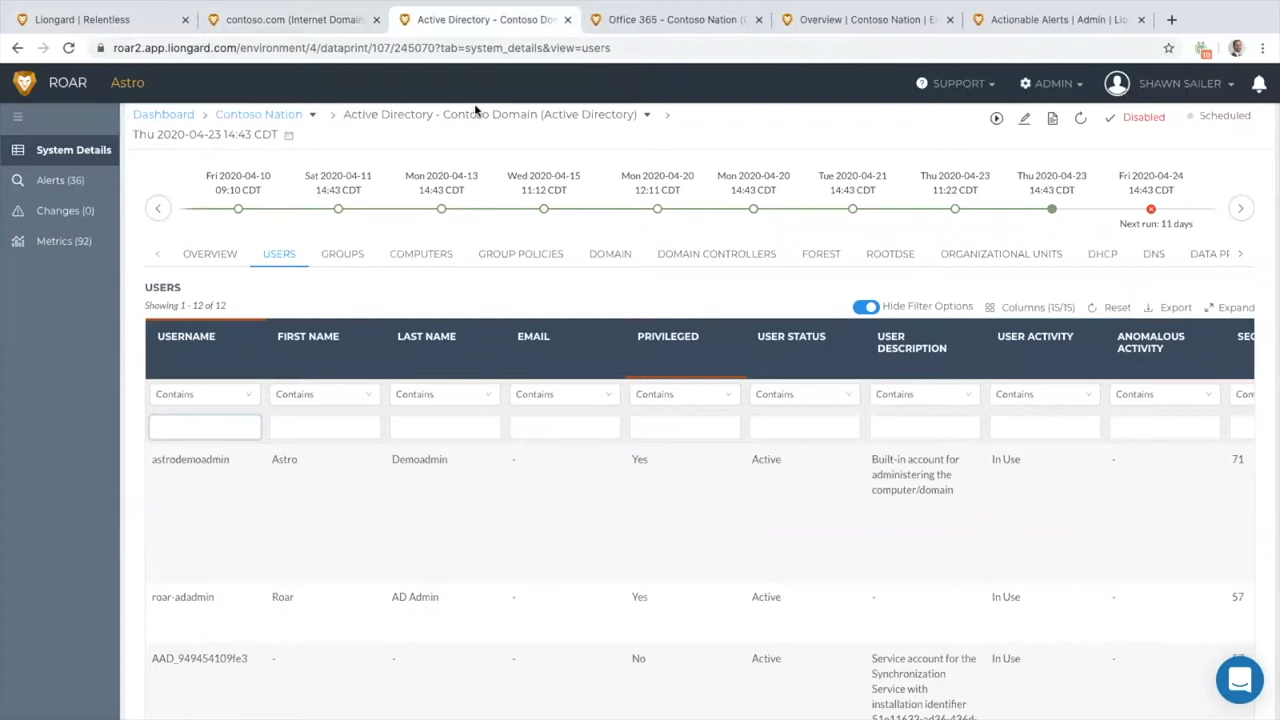 Liongard | Relentless
contoso.com (Internet Domain,
Active Directory - Contoso Do
Office 365 - Contoso Nation (
Overview | Contoso Nation | E
Actionable Alerts | Admin | Lio
roar2.app.liongard.com/environment/4/dataprint/107/245070?tab=system_details&view=users
10
ROAR
Astro
SUPPORT
ADMIN
SHAWN SAILER
Dashboard > Contoso Nation > Active Directory - Contoso Domain (Active Directory) >
Disabled
Scheduled
Thu 2020-04-23 14:43 CDT
System Details
Alerts (36)
Changes (0)
Metrics (92)
Fri 2020-04-10
09:10 CDT
Sat 2020-04-11
14:43 CDT
Mon 2020-04-13
14:43 CDT
Wed 2020-04-15
11:12 CDT
Mon 2020-04-20
12:11 CDT
Mon 2020-04-20
14:43 CDT
Tue 2020-04-21
14:43 CDT
Thu 2020-04-23
11:22 CDT
Thu 2020-04-23
14:43 CDT
Fri 2020-04-24
14:43 CDT
Next run: 11 days
OVERVIEW USERS GROUPS COMPUTERS GROUP POLICIES DOMAIN DOMAIN CONTROLLERS FOREST ROOTDSE ORGANIZATIONAL UNITS DHCP DNS DATA PR
USERS
Showing 1 - 12 of 12
Hide Filter Options
Columns (15/15)
Reset
Export
Expand
USERNAME
FIRST NAME
LAST NAME
EMAIL
PRIVILEGED
USER STATUS
USER
DESCRIPTION
USER ACTIVITY
ANOMALOUS
ACTIVITY
SEC
Contains Contains Contains Contains Contains Contains Contains Contains Contains Con
astrodemoadmin Astro Demoadmin - Yes Active
Built-in account for
administering the
computer/domain
In Use - 71
roar-adadmin Roar AD Admin - Yes Active - In Use - 57
AAD_949454109fe3 - - - No Active
Service account for the
Synchronization
Service with
installation identifier
51e11633-ad36-436d-
In Use -